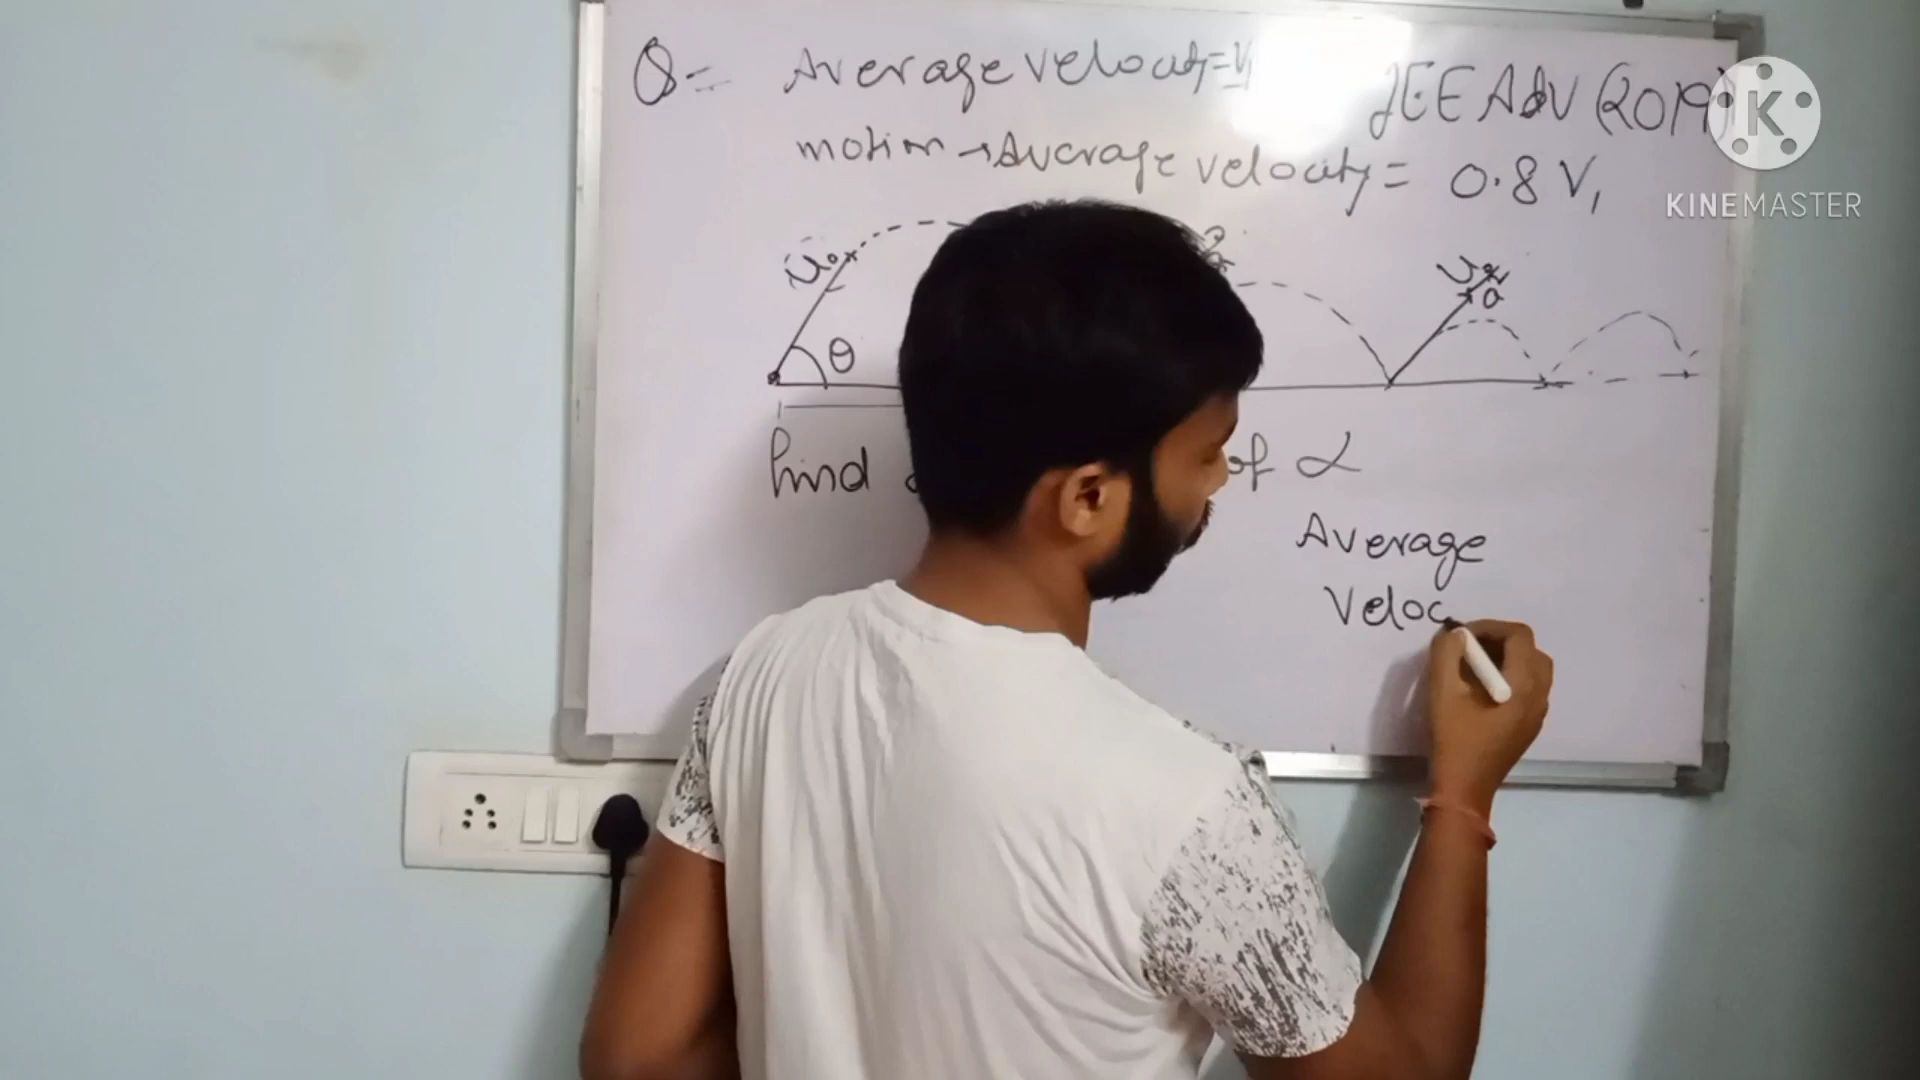 Q = Average velocity = V₁
JEE Adv (2019)
motion → Average velocity = 0.8 V₁
u₀
θ
α
find
of α
Average
Veloc
K
KINEMASTER